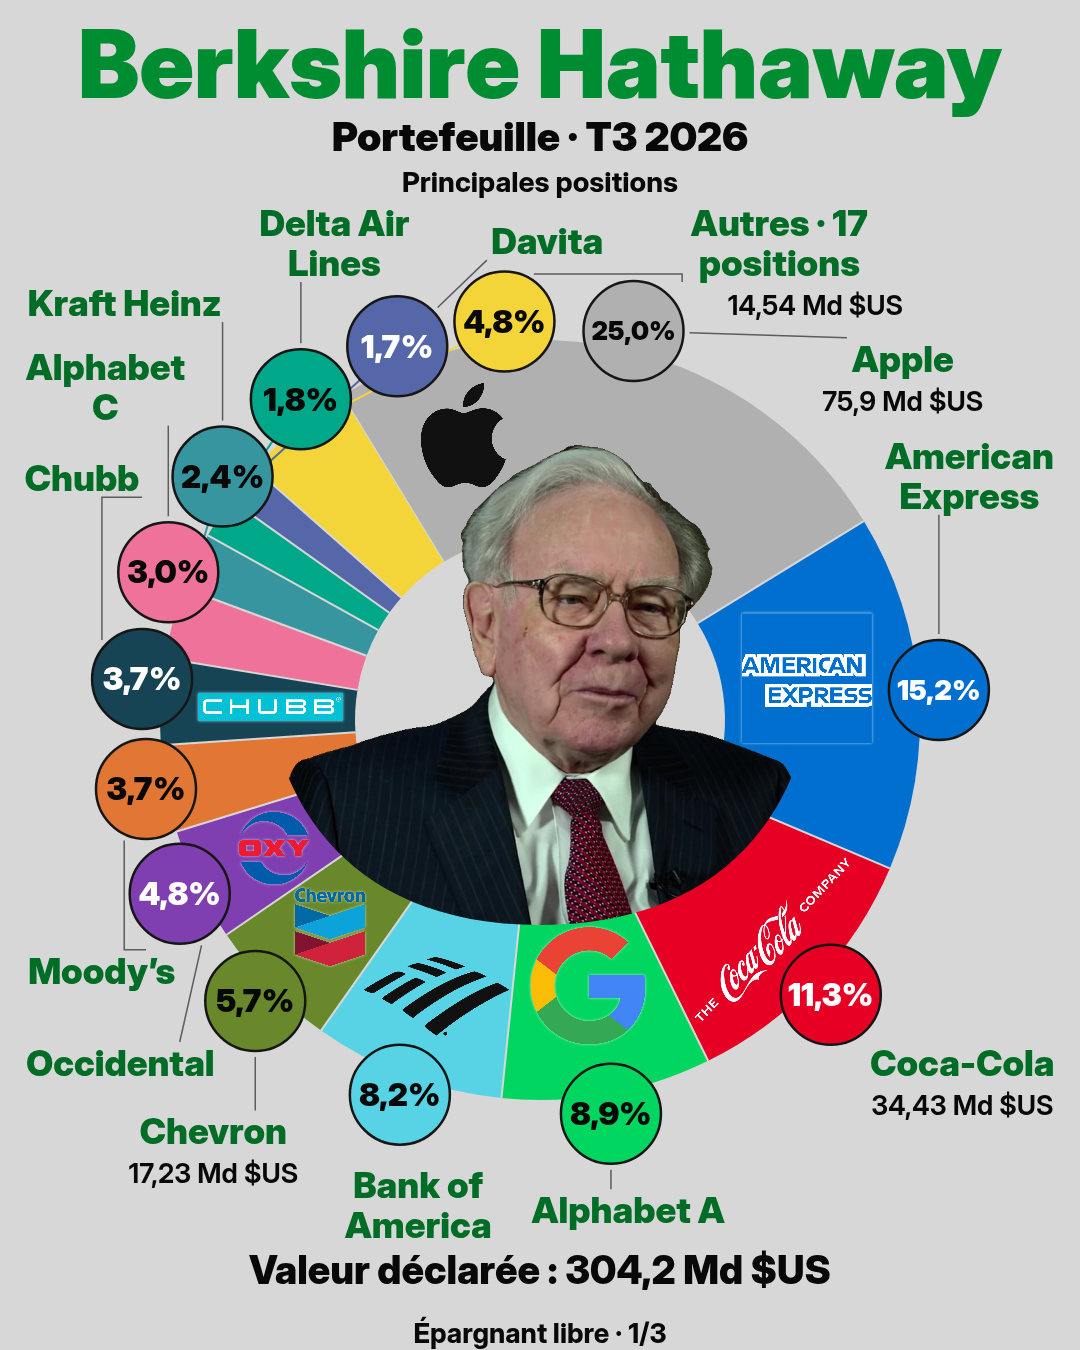 Berkshire Hathaway
Portefeuille · T3 2026
Principales positions
Delta Air
Lines
Davita
Autres · 17
positions
14,54 Md $US
Kraft Heinz
Apple
75,9 Md $US
Alphabet
C
American
Express
Chubb
4,8%
25,0%
1,7%
1,8%
2,4%
3,0%
3,7%
CHUBB
AMERICAN
EXPRESS
15,2%
3,7%
OXY
4,8%
Chevron
THE Coca-Cola COMPANY
11,3%
Moody’s
5,7%
Occidental
8,2%
8,9%
Coca-Cola
34,43 Md $US
Chevron
17,23 Md $US
Bank of
America
Alphabet A
Valeur déclarée : 304,2 Md $US
Épargnant libre · 1/3